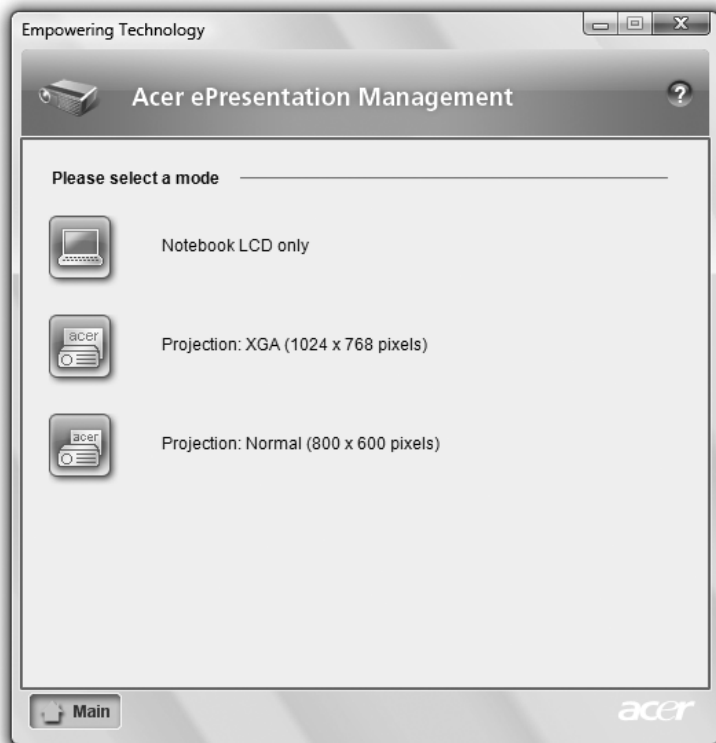 Empowering Technology
Acer ePresentation Management
?
Please select a mode
Notebook LCD only
acer
Projection: XGA (1024 x 768 pixels)
acer
Projection: Normal (800 x 600 pixels)
Main
acer